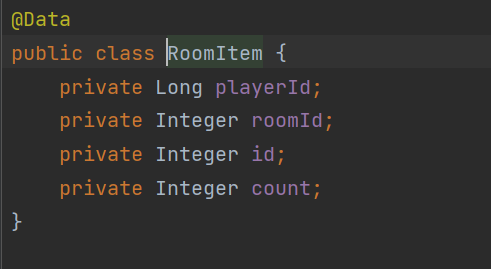 @Data
public class RoomItem {
    private Long playerId;
    private Integer roomId;
    private Integer id;
    private Integer count;
}